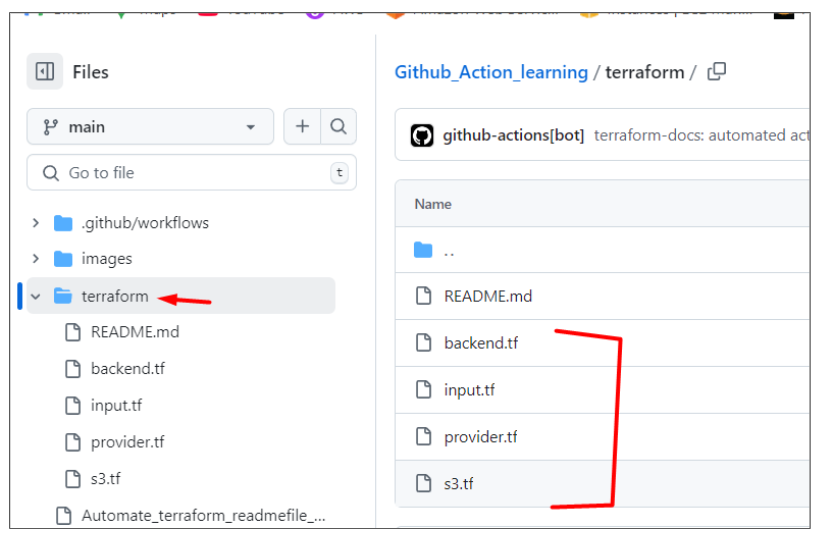 Files
main
Go to file
t
.github/workflows
images
terraform
README.md
backend.tf
input.tf
provider.tf
s3.tf
Automate_terraform_readmefile_...
Github_Action_learning / terraform /
github-actions[bot] terraform-docs: automated act
Name
..
README.md
backend.tf
input.tf
provider.tf
s3.tf